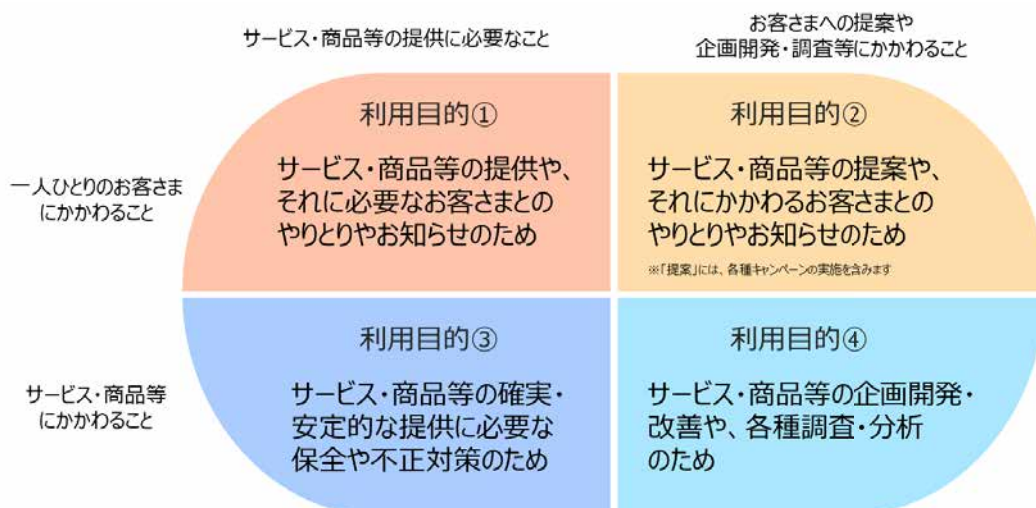 サービス・商品等の提供に必要なこと
お客さまへの提案や
企画開発・調査等にかかわること
一人ひとりのお客さま
にかかわること
利用目的①
サービス・商品等の提供や、
それに必要なお客さまとの
やりとりやお知らせのため
利用目的②
サービス・商品等の提案や、
それにかかわるお客さまとの
やりとりやお知らせのため
※「提案」には、各種キャンペーンの実施を含みます
サービス・商品等
にかかわること
利用目的③
サービス・商品等の確実・
安定的な提供に必要な
保全や不正対策のため
利用目的④
サービス・商品等の企画開発・
改善や、各種調査・分析
のため